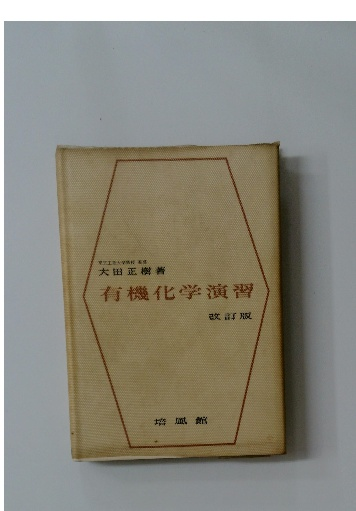 大田正樹著
有機化学演習
改訂版
培風館